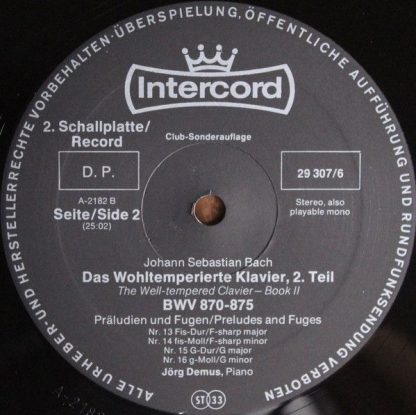 ALLE URHEBER- UND HERSTELLERRECHTE VORBEHALTEN · ÜBERSPIELUNG, ÖFFENTLICHE AUFFÜHRUNG UND RUNDFUNKSENDUNG VERBOTEN
Intercord
2. Schallplatte/
Record
Club-Sonderauflage
D. P.
29 307/6
A-2182 B
Seite/Side 2
(25:02)
Stereo, also
playable mono
Johann Sebastian Bach
Das Wohltemperierte Klavier, 2. Teil
The Well-tempered Clavier – Book II
BWV 870-875
Präludien und Fugen/Preludes and Fuges
Nr. 13 Fis-Dur/F-sharp major
Nr. 14 fis-Moll/F-sharp minor
Nr. 15 G-Dur/G major
Nr. 16 g-Moll/G minor
Jörg Demus, Piano
ST 33